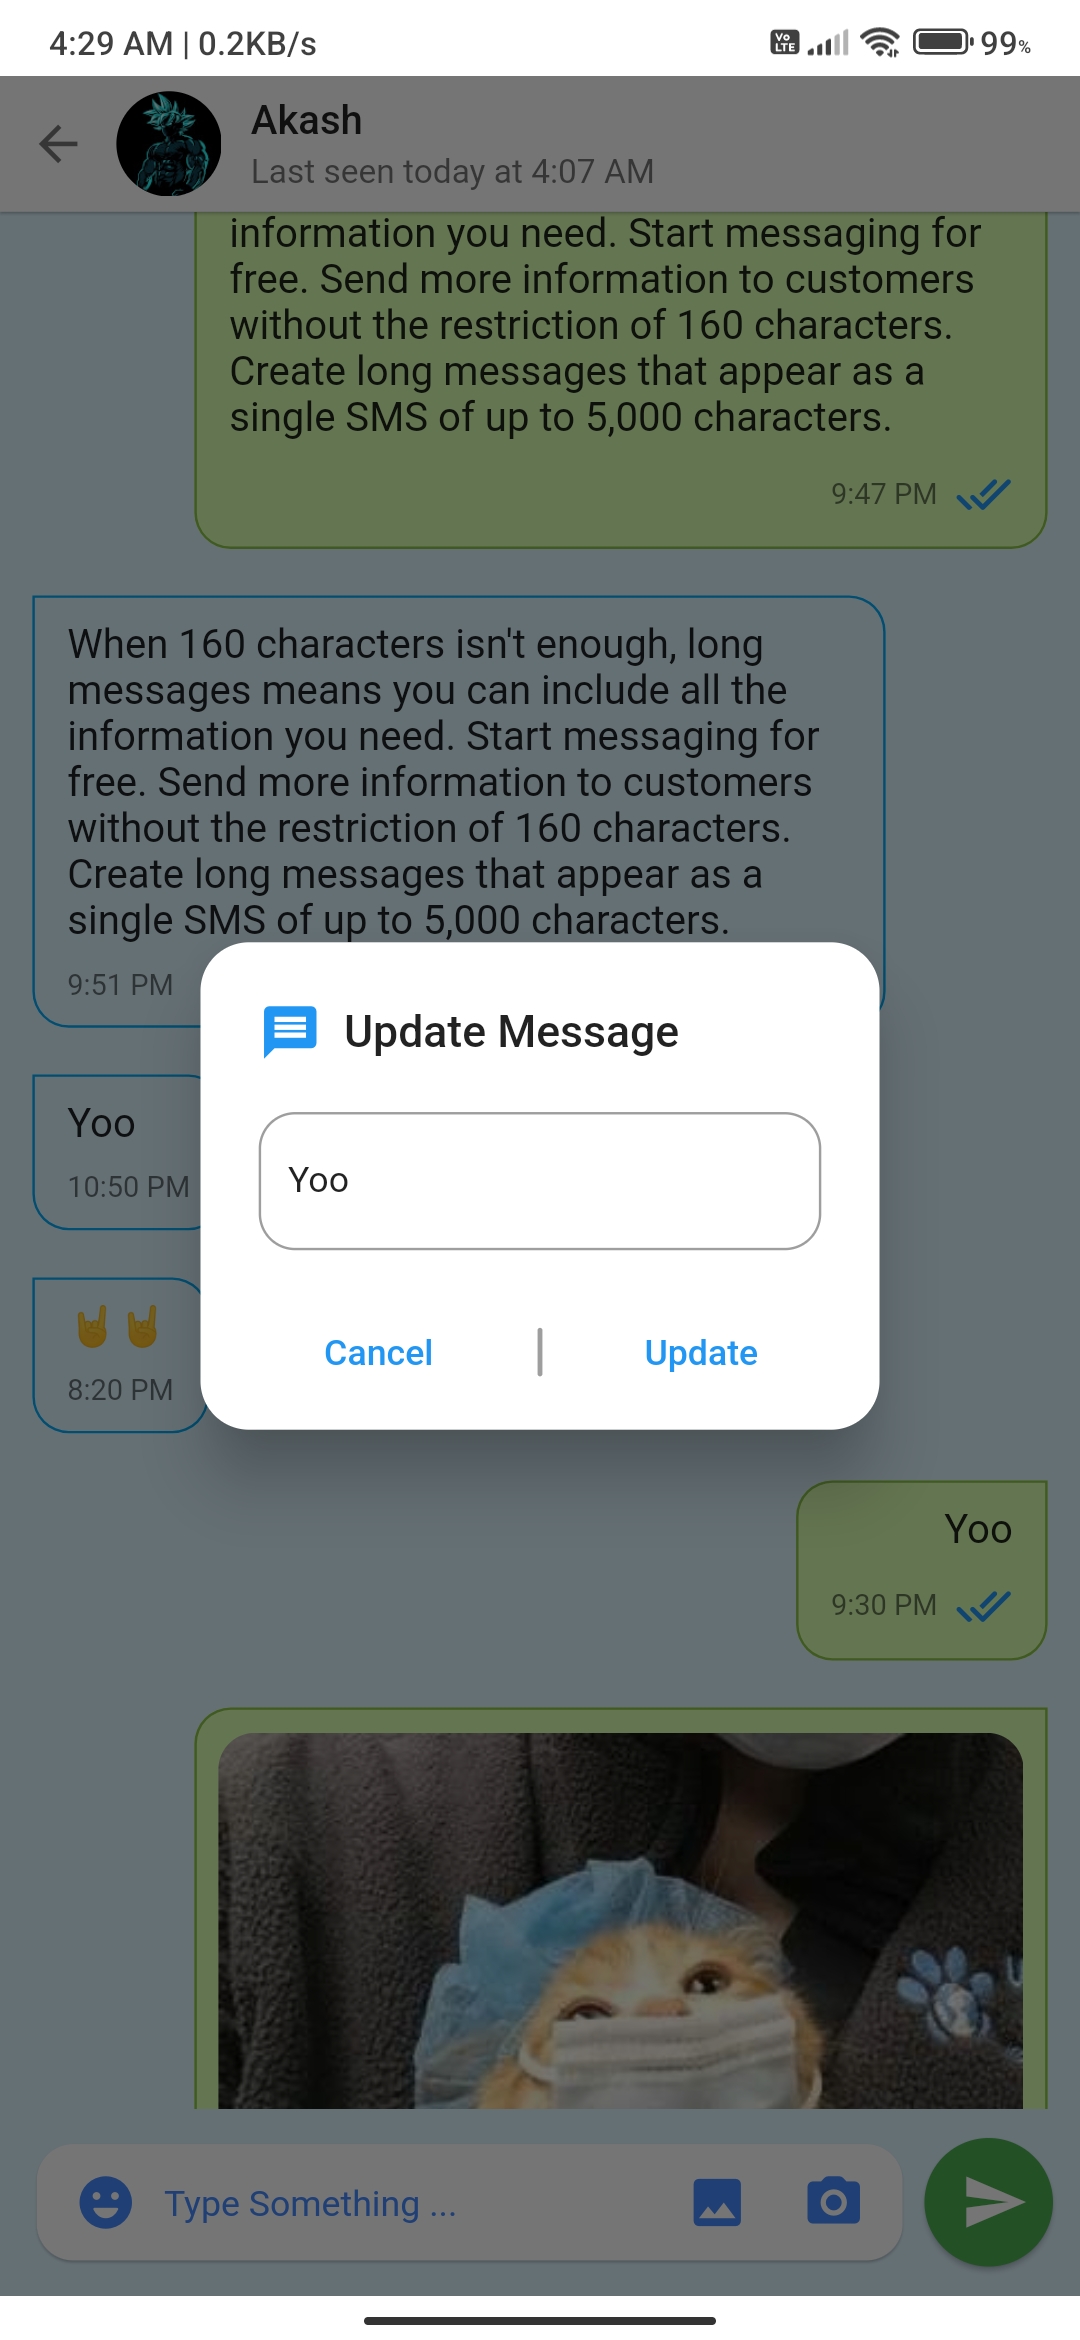 4:29 AM | 0.2KB/s
Vo LTE
99%
Akash
Last seen today at 4:07 AM
information you need. Start messaging for
free. Send more information to customers
without the restriction of 160 characters.
Create long messages that appear as a
single SMS of up to 5,000 characters.
9:47 PM
When 160 characters isn't enough, long
messages means you can include all the
information you need. Start messaging for
free. Send more information to customers
without the restriction of 160 characters.
Create long messages that appear as a
single SMS of up to 5,000 characters.
9:51 PM
Update Message
Yoo
10:50 PM
Yoo
Cancel | Update
8:20 PM
Yoo
9:30 PM
Type Something ...